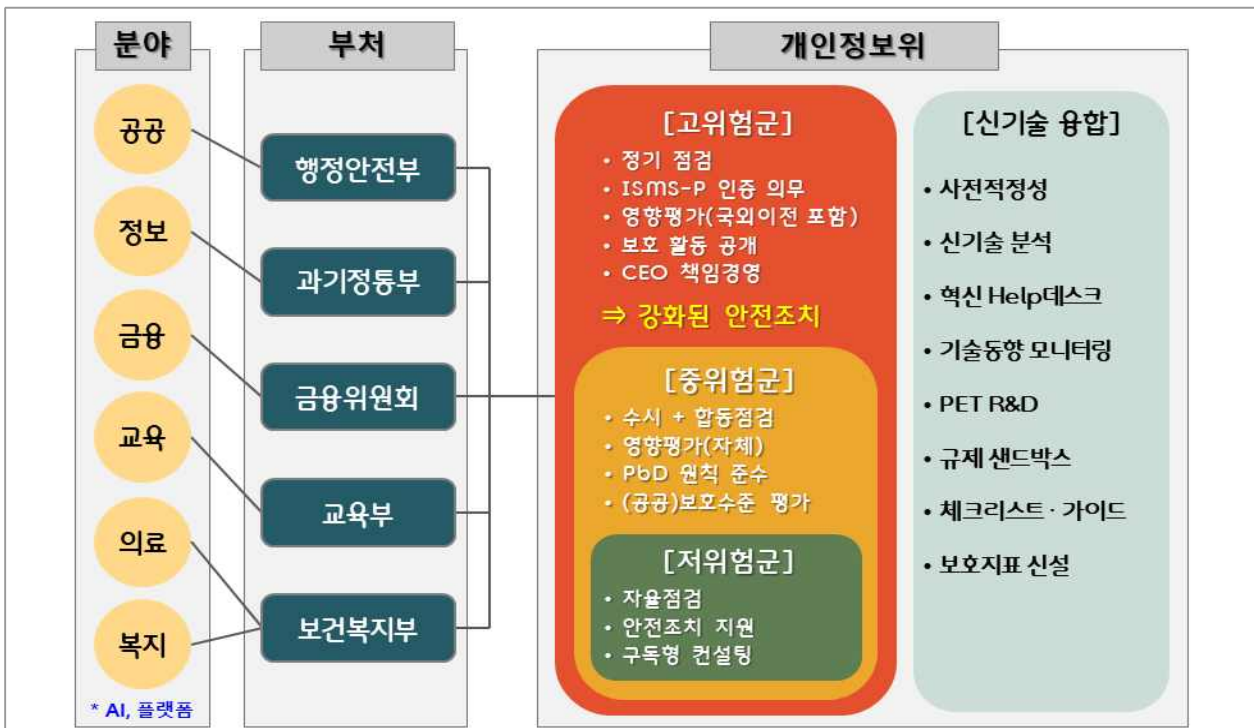 분야
공공
정보
금융
교육
의료
복지
* AI, 플랫폼
부처
행정안전부
과기정통부
금융위원회
교육부
보건복지부
개인정보위
[고위험군]
• 정기 점검
• ISMS-P 인증 의무
• 영향평가(국외이전 포함)
• 보호 활동 공개
• CEO 책임경영
⇒ 강화된 안전조치
[중위험군]
• 수시 + 합동점검
• 영향평가(자체)
• PbD 원칙 준수
• (공공)보호수준 평가
[저위험군]
• 자율점검
• 안전조치 지원
• 구독형 컨설팅
[신기술 융합]
• 사전적정성
• 신기술 분석
• 혁신 Help데스크
• 기술동향 모니터링
• PET R&D
• 규제 샌드박스
• 체크리스트 · 가이드
• 보호지표 신설